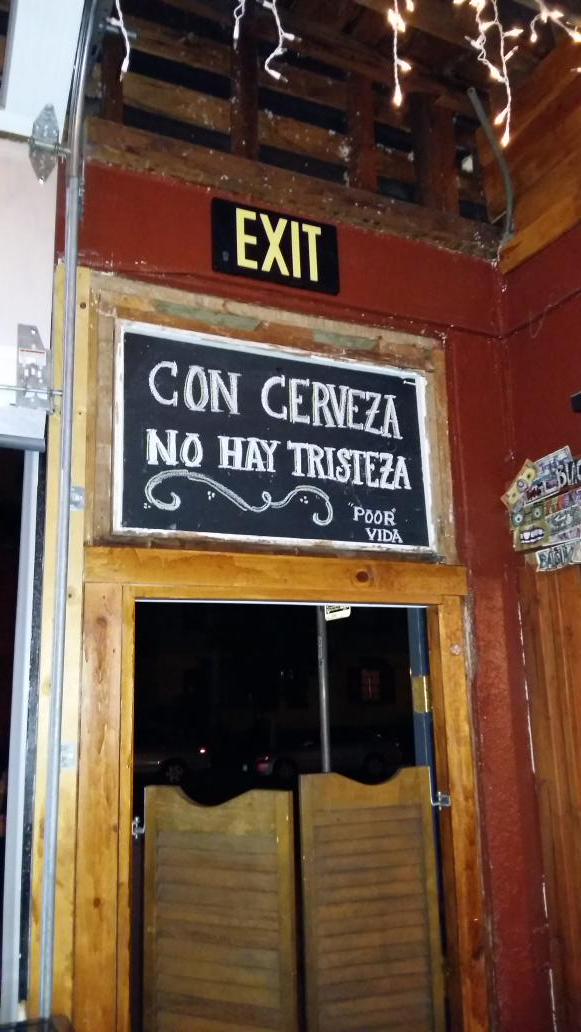 EXIT
CON CERVEZA
NO HAY TRISTEZA
"POOR"
VIDA